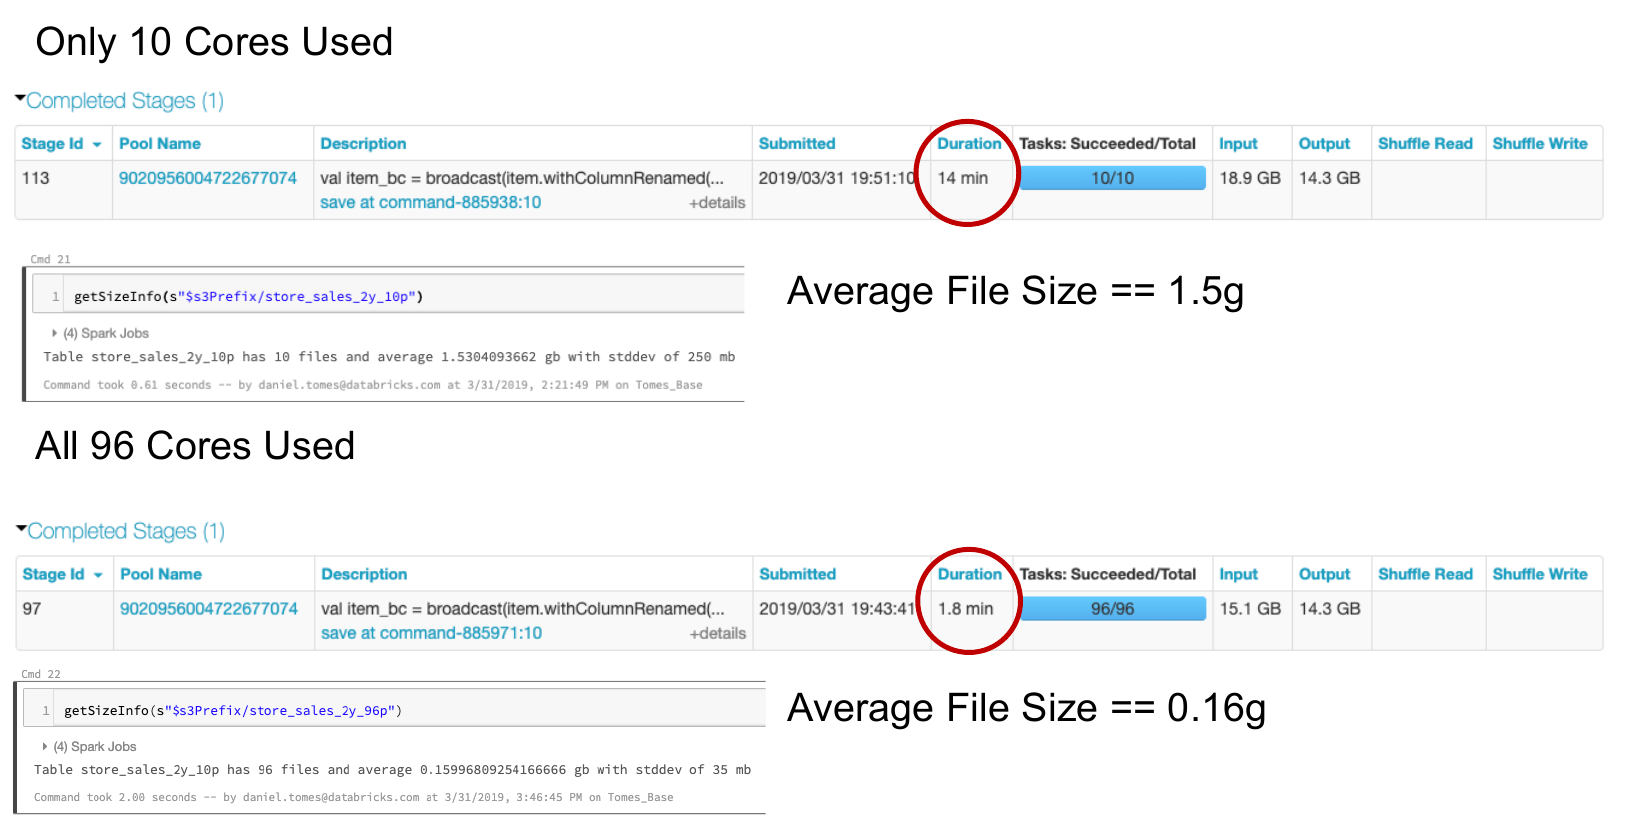 Only 10 Cores Used
Completed Stages (1)
Stage Id Pool Name Description Submitted Duration Tasks: Succeeded/Total Input Output Shuffle Read Shuffle Write
113 9020956004722677074 val item_bc = broadcast(item.withColumnRenamed(... 2019/03/31 19:51:10 14 min 10/10 18.9 GB 14.3 GB
save at command-885938:10 +details
Cmd 21
1 getSizeInfo(s"$s3Prefix/store_sales_2y_10p")
(4) Spark Jobs
Table store_sales_2y_10p has 10 files and average 1.5304093662 gb with stddev of 250 mb
Command took 0.61 seconds -- by daniel.tomes@databricks.com at 3/31/2019, 2:21:49 PM on Tomes_Base
Average File Size == 1.5g
All 96 Cores Used
Completed Stages (1)
Stage Id Pool Name Description Submitted Duration Tasks: Succeeded/Total Input Output Shuffle Read Shuffle Write
97 9020956004722677074 val item_bc = broadcast(item.withColumnRenamed(... 2019/03/31 19:43:41 1.8 min 96/96 15.1 GB 14.3 GB
save at command-885971:10 +details
Cmd 22
1 getSizeInfo(s"$s3Prefix/store_sales_2y_96p")
(4) Spark Jobs
Table store_sales_2y_10p has 96 files and average 0.15996809254166666 gb with stddev of 35 mb
Command took 2.00 seconds -- by daniel.tomes@databricks.com at 3/31/2019, 3:46:45 PM on Tomes_Base
Average File Size == 0.16g